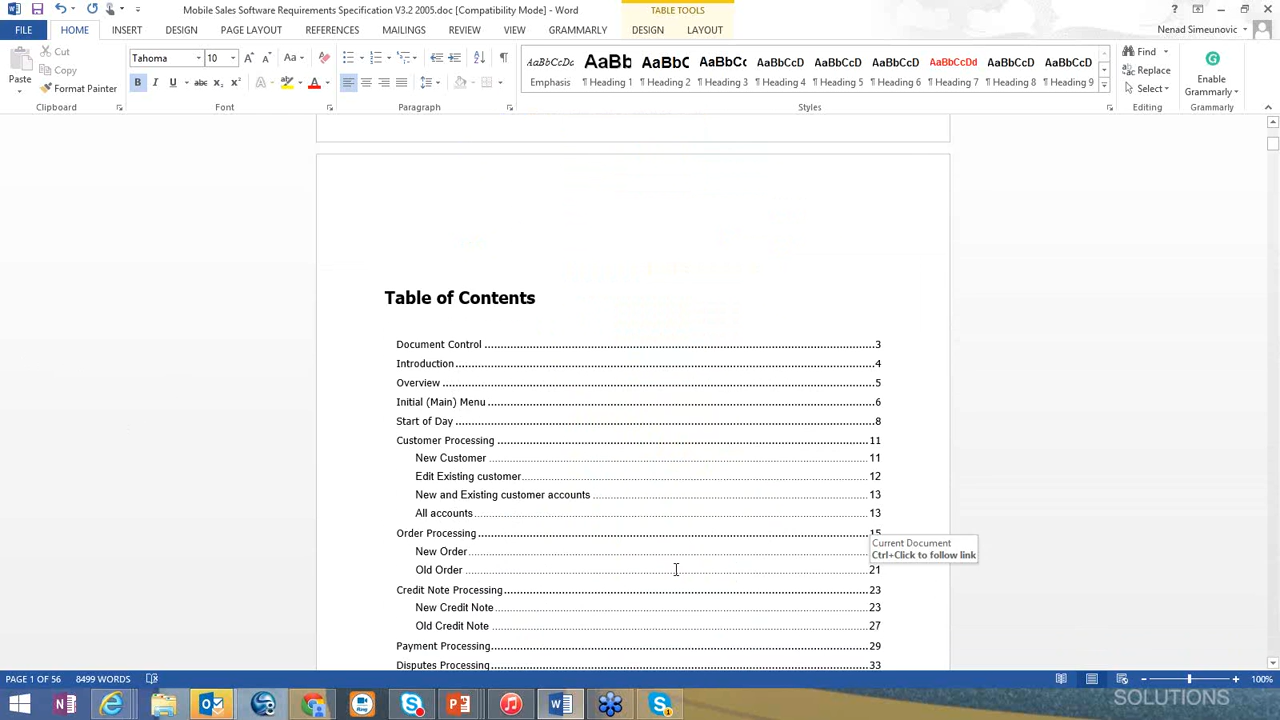 Mobile Sales Software Requirements Specification V3.2 2005.doc [Compatibility Mode] - Word
TABLE TOOLS
FILE HOME INSERT DESIGN PAGE LAYOUT REFERENCES MAILINGS REVIEW VIEW GRAMMARLY DESIGN LAYOUT
Nenad Simeunovic
Paste
Cut
Copy
Format Painter
Clipboard
Tahoma 10
Font
Paragraph
AaBbCcD AaBb AaBbC AaBbCc AaBbCcD AaBbCcD AaBbCcD AaBbCcDd AaBbCcD AaBbCcD
Emphasis ¶ Heading 1 ¶ Heading 2 ¶ Heading 3 ¶ Heading 4 ¶ Heading 5 ¶ Heading 6 ¶ Heading 7 ¶ Heading 8 ¶ Heading 9
Styles
Find
Replace
Select
Editing
Enable
Grammarly
Grammarly
Table of Contents
Document Control 3
Introduction 4
Overview 5
Initial (Main) Menu 6
Start of Day 8
Customer Processing 11
New Customer 11
Edit Existing customer 12
New and Existing customer accounts 13
All accounts 13
Order Processing 15
Current Document
Ctrl+Click to follow link
New Order
Old Order 21
Credit Note Processing 23
New Credit Note 23
Old Credit Note 27
Payment Processing 29
Disputes Processing 33
PAGE 1 OF 56 8499 WORDS
100%
SOLUTIONS